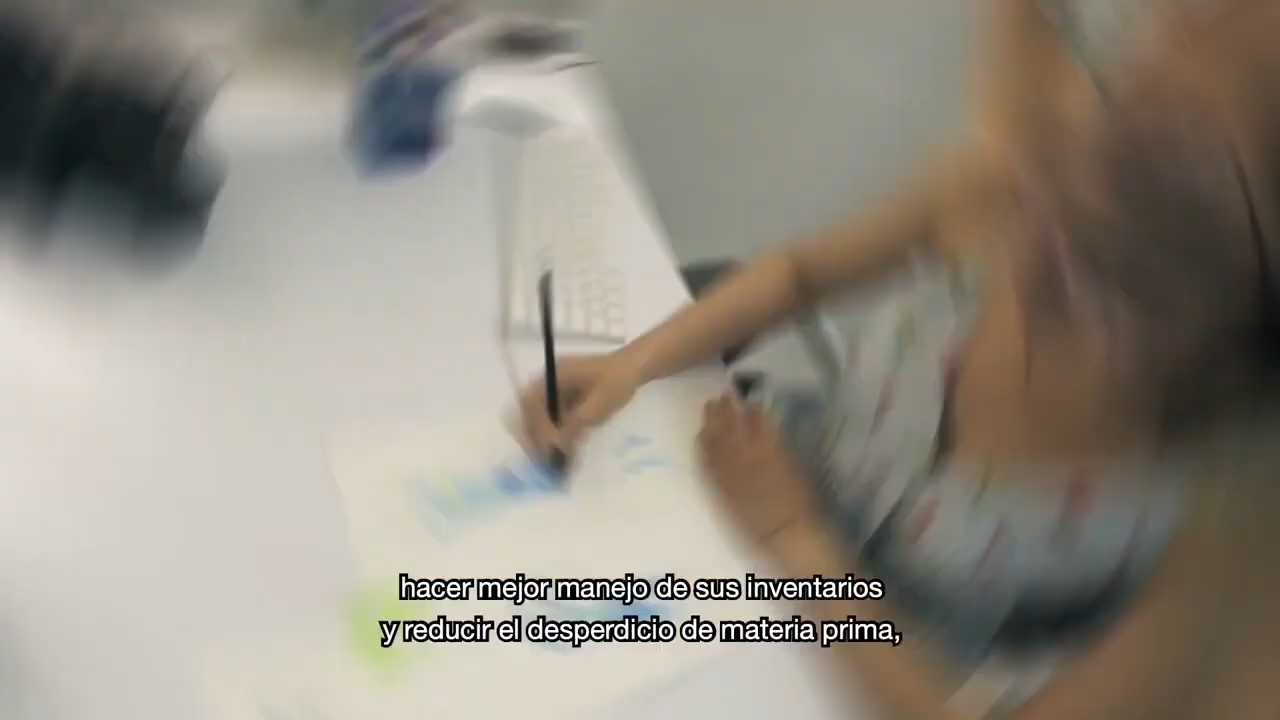 hacer mejor manejo de sus inventarios
y reducir el desperdicio de materia prima,